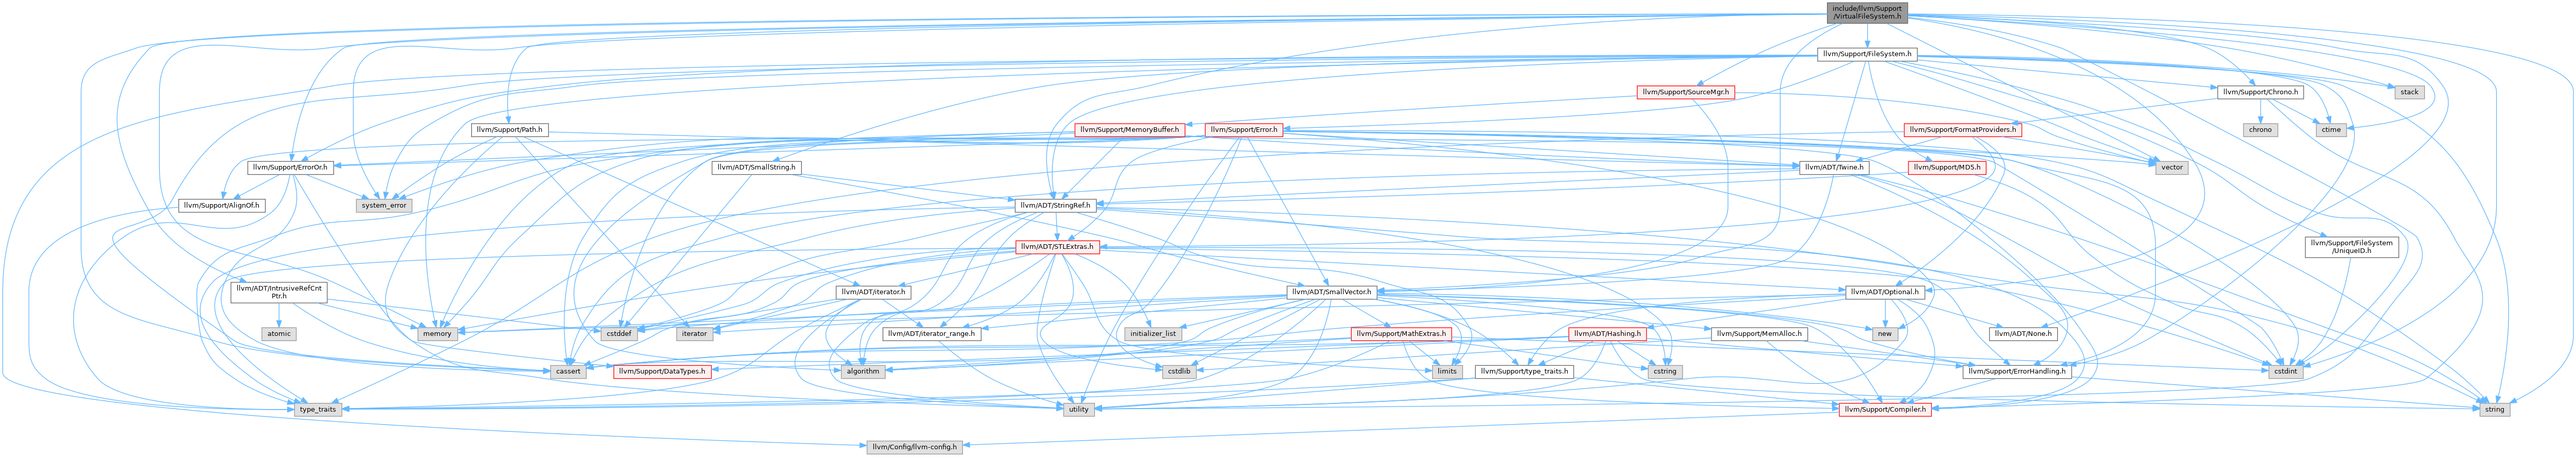 include/llvm/Support
/VirtualFileSystem.h
llvm/Support/FileSystem.h
llvm/Support/SourceMgr.h
llvm/Support/Chrono.h
stack
llvm/Support/Path.h
llvm/Support/MemoryBuffer.h
llvm/Support/Error.h
llvm/Support/FormatProviders.h
chrono
ctime
llvm/Support/ErrorOr.h
llvm/ADT/SmallString.h
llvm/ADT/Twine.h
llvm/Support/MD5.h
vector
llvm/Support/AlignOf.h
system_error
llvm/ADT/StringRef.h
llvm/ADT/STLExtras.h
llvm/Support/FileSystem
/UniqueID.h
llvm/ADT/IntrusiveRefCnt
Ptr.h
llvm/ADT/iterator.h
llvm/ADT/SmallVector.h
llvm/ADT/Optional.h
atomic
memory
cstddef
iterator
llvm/ADT/iterator_range.h
initializer_list
llvm/Support/MathExtras.h
llvm/ADT/Hashing.h
llvm/Support/MemAlloc.h
new
llvm/ADT/None.h
cassert
llvm/Support/DataTypes.h
algorithm
cstdlib
limits
llvm/Support/type_traits.h
cstring
llvm/Support/ErrorHandling.h
cstdint
type_traits
utility
llvm/Support/Compiler.h
string
llvm/Config/llvm-config.h